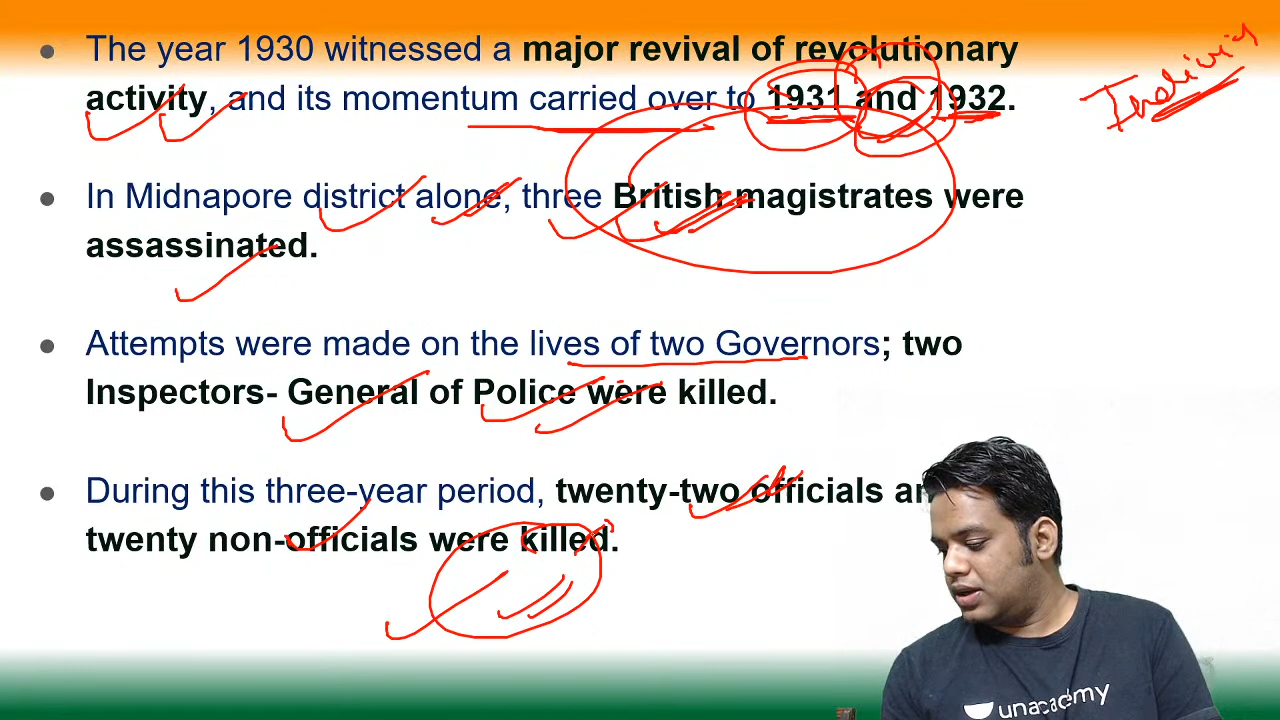 The year 1930 witnessed a major revival of revolutionary
activity, and its momentum carried over to 1931 and 1932.
In Midnapore district alone, three British magistrates were
assassinated.
Attempts were made on the lives of two Governors; two
Inspectors- General of Police were killed.
During this three-year period, twenty-two officials
twenty non-officials were killed.
unacademy